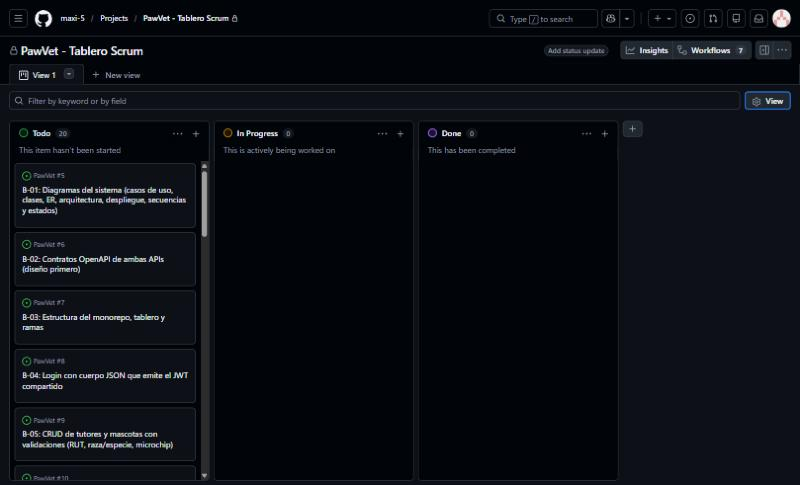 maxi-5 / Projects / PawVet - Tablero Scrum
Type / to search
PawVet - Tablero Scrum
Add status update
Insights
Workflows 7
View 1
New view
Filter by keyword or by field
View
Todo 20
This item hasn't been started
PawVet #5
B-01: Diagramas del sistema (casos de uso,
clases, ER, arquitectura, despliegue, secuencias
y estados)
PawVet #6
B-02: Contratos OpenAPI de ambas APIs
(diseño primero)
PawVet #7
B-03: Estructura del monorepo, tablero y
ramas
PawVet #8
B-04: Login con cuerpo JSON que emite el JWT
compartido
PawVet #9
B-05: CRUD de tutores y mascotas con
validaciones (RUT, raza/especie, microchip)
PawVet #10
In Progress 0
This is actively being worked on
Done 0
This has been completed